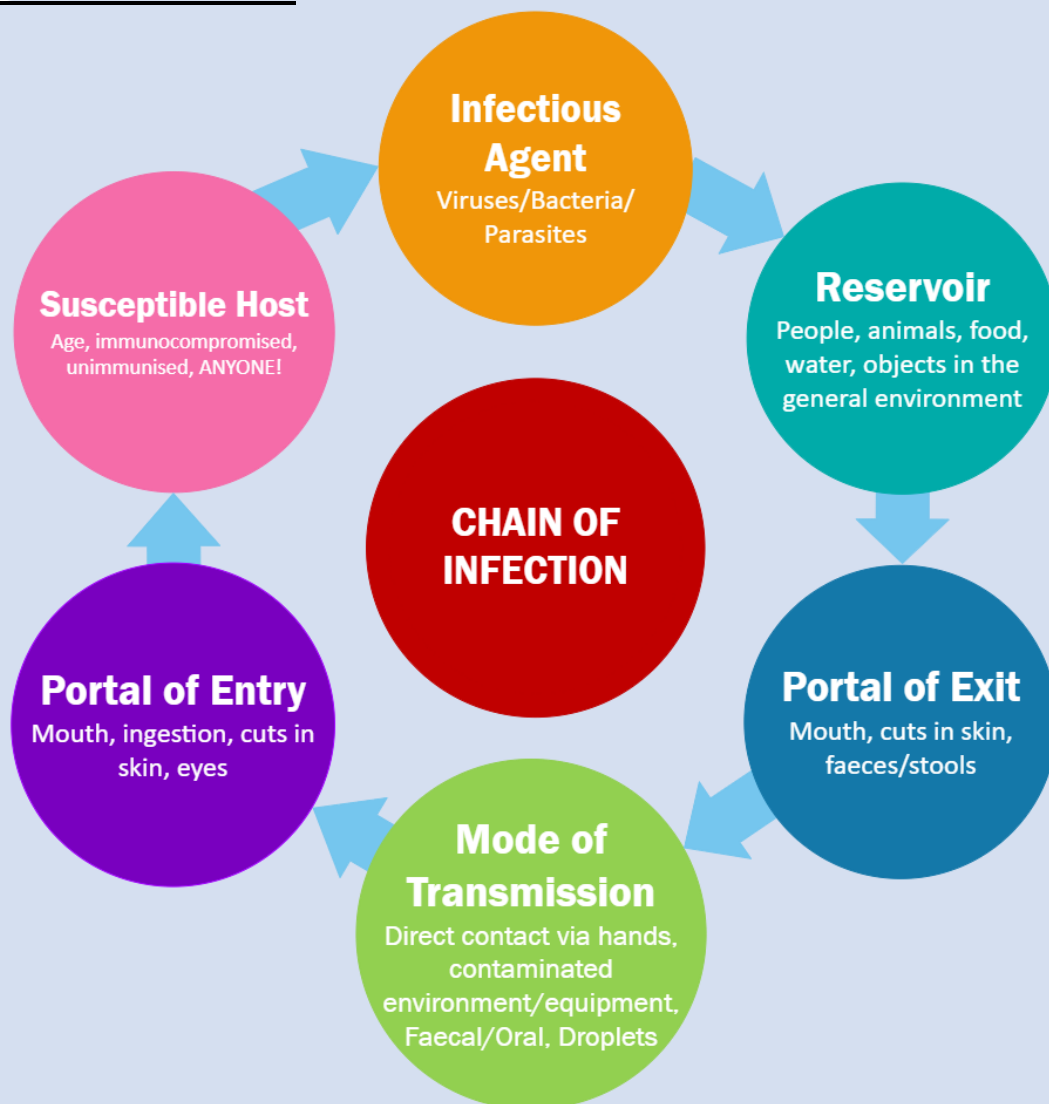 Infectious
Agent
Viruses/Bacteria/
Parasites
Reservoir
People, animals, food,
water, objects in the
general environment
Portal of Exit
Mouth, cuts in skin,
faeces/stools
Mode of
Transmission
Direct contact via hands,
contaminated
environment/equipment,
Faecal/Oral, Droplets
Portal of Entry
Mouth, ingestion, cuts in
skin, eyes
Susceptible Host
Age, immunocompromised,
unimmunised, ANYONE!
CHAIN OF
INFECTION